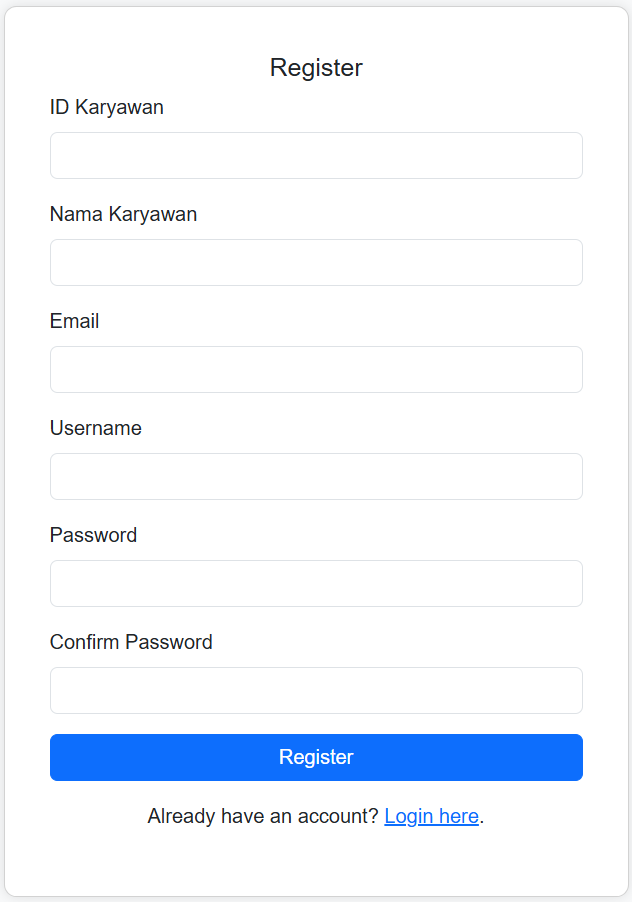 Register
ID Karyawan
Nama Karyawan
Email
Username
Password
Confirm Password
Register
Already have an account? Login here.